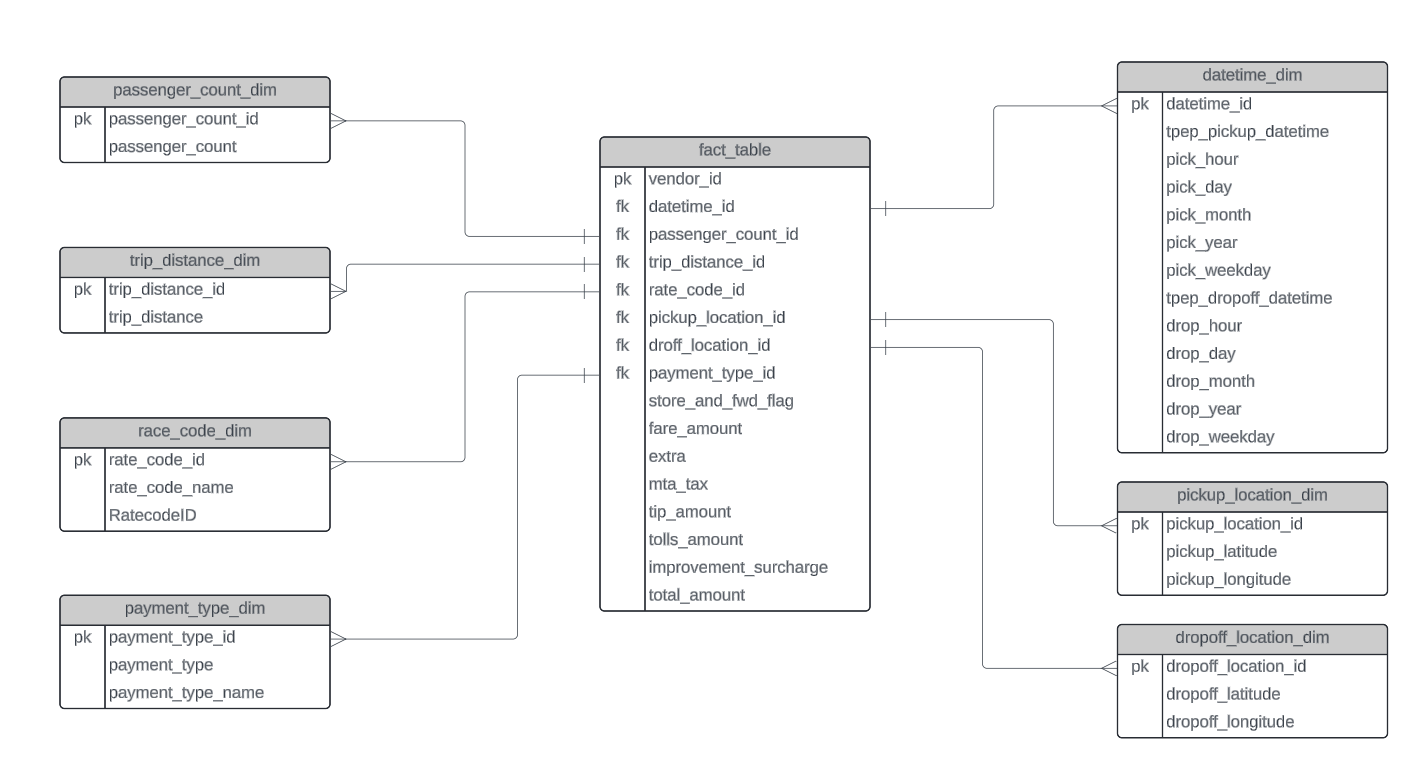 passenger_count_dim
pk passenger_count_id
passenger_count
trip_distance_dim
pk trip_distance_id
trip_distance
race_code_dim
pk rate_code_id
rate_code_name
RatecodeID
payment_type_dim
pk payment_type_id
payment_type
payment_type_name
fact_table
pk vendor_id
fk datetime_id
fk passenger_count_id
fk trip_distance_id
fk rate_code_id
fk pickup_location_id
fk droff_location_id
fk payment_type_id
store_and_fwd_flag
fare_amount
extra
mta_tax
tip_amount
tolls_amount
improvement_surcharge
total_amount
datetime_dim
pk datetime_id
tpep_pickup_datetime
pick_hour
pick_day
pick_month
pick_year
pick_weekday
tpep_dropoff_datetime
drop_hour
drop_day
drop_month
drop_year
drop_weekday
pickup_location_dim
pk pickup_location_id
pickup_latitude
pickup_longitude
dropoff_location_dim
pk dropoff_location_id
dropoff_latitude
dropoff_longitude